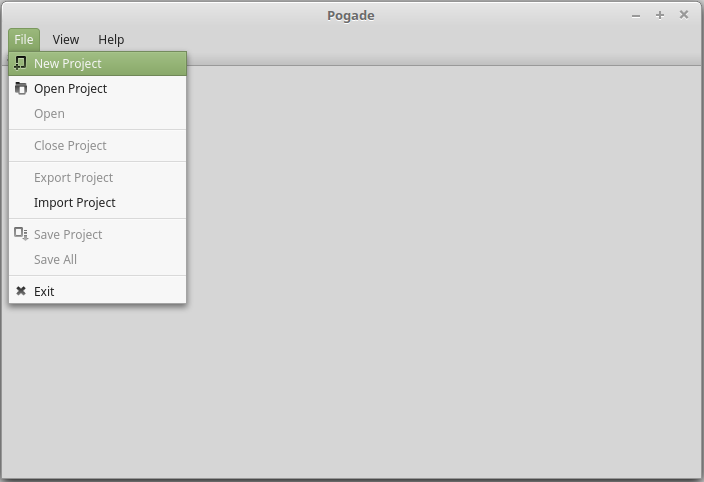 Pogade
File View Help
New Project
Open Project
Open
Close Project
Export Project
Import Project
Save Project
Save All
Exit